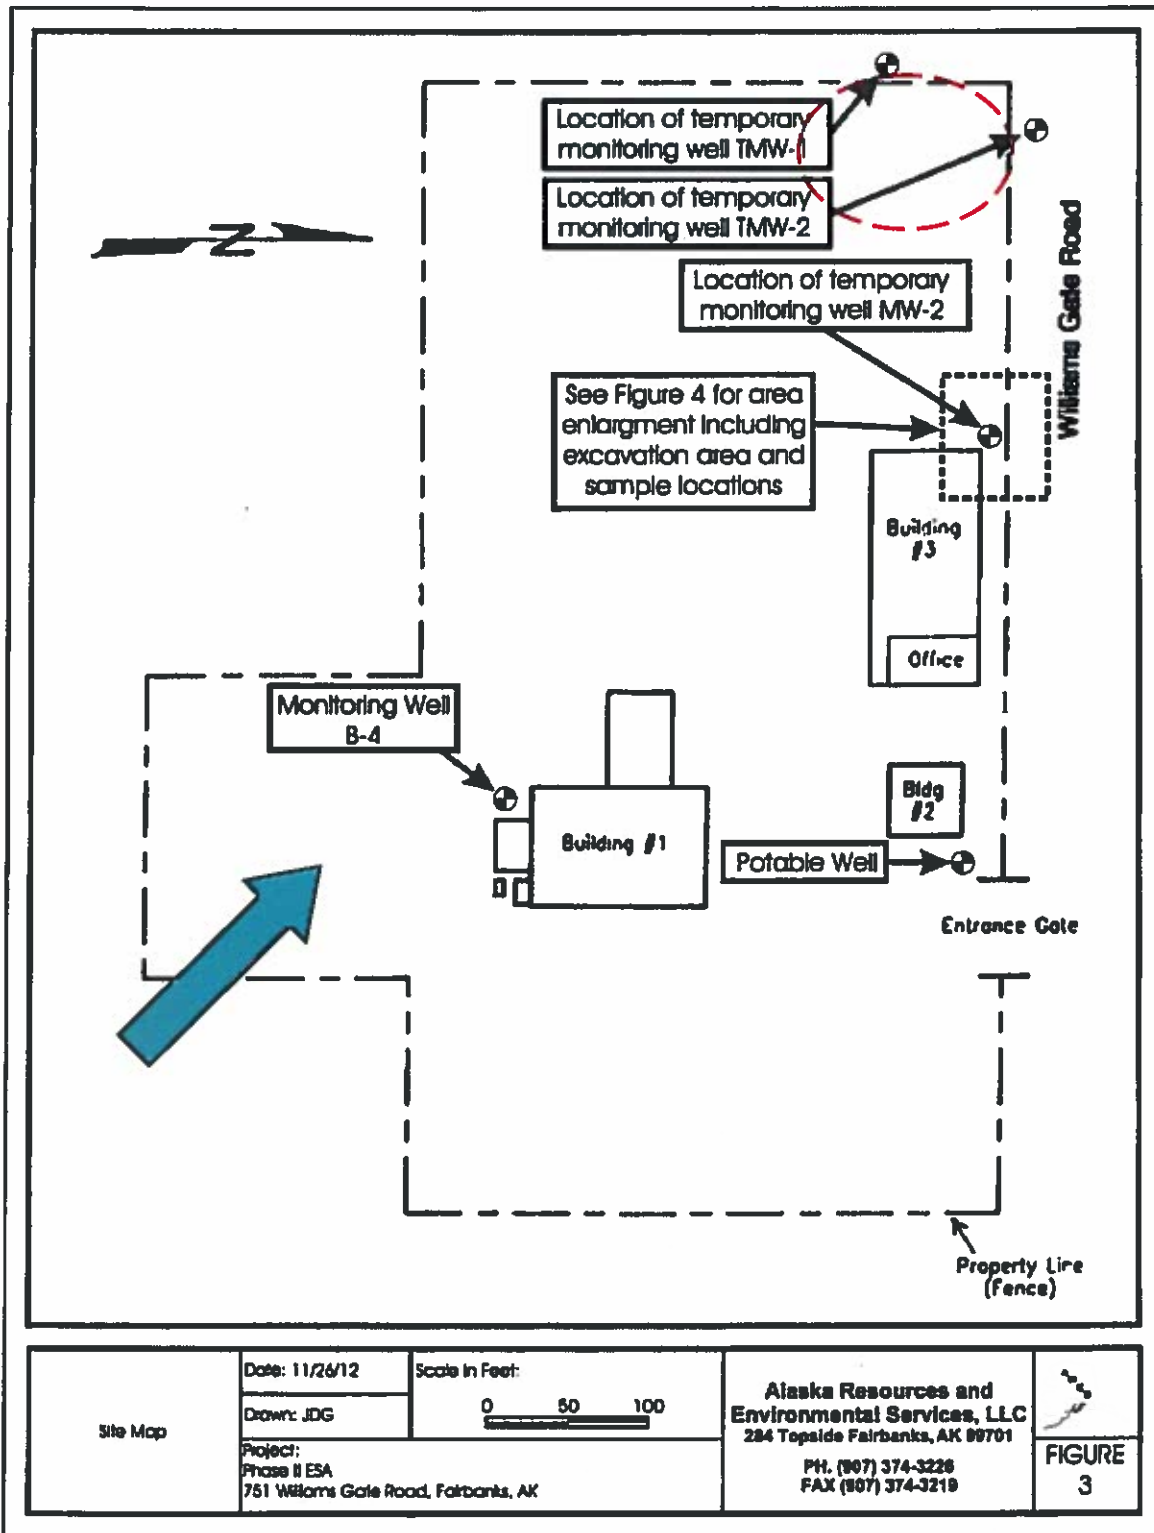 Location of temporary
monitoring well TMW-1
Location of temporary
monitoring well TMW-2
N
Location of temporary
monitoring well MW-2
Williams Gate Road
See Figure 4 for area
enlargment including
excavation area and
sample locations
Building
#3
Office
Monitoring Well
B-4
Bldg
#2
Building #1
Potable Well
Entrance Gate
Property Line
(Fence)
Site Map
Date: 11/26/12
Drawn: JDG
Scale in Feet:
0 50 100
Project:
Phase II ESA
751 Williams Gate Road, Fairbanks, AK
Alaska Resources and
Environmental Services, LLC
284 Topside Fairbanks, AK 99701
PH. (907) 374-3226
FAX (907) 374-3219
FIGURE
3